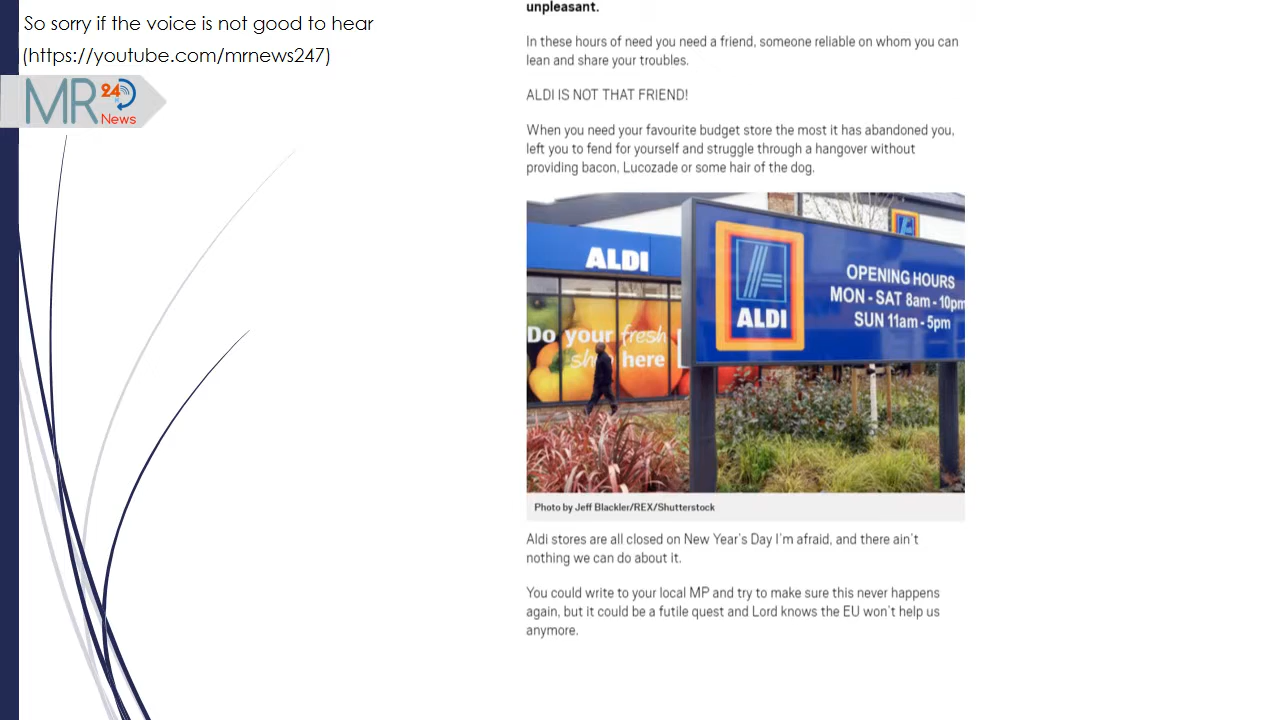 So sorry if the voice is not good to hear
(https://youtube.com/mrnews247)
MR 24
News
unpleasant.
In these hours of need you need a friend, someone reliable on whom you can
lean and share your troubles.
ALDI IS NOT THAT FRIEND!
When you need your favourite budget store the most it has abandoned you,
left you to fend for yourself and struggle through a hangover without
providing bacon, Lucozade or some hair of the dog.
ALDI
Do your fresh
here
ALDI
OPENING HOURS
MON - SAT 8am - 10pm
SUN 11am - 5pm
Photo by Jeff Blackler/REX/Shutterstock
Aldi stores are all closed on New Year's Day I'm afraid, and there ain't
nothing we can do about it.
You could write to your local MP and try to make sure this never happens
again, but it could be a futile quest and Lord knows the EU won't help us
anymore.